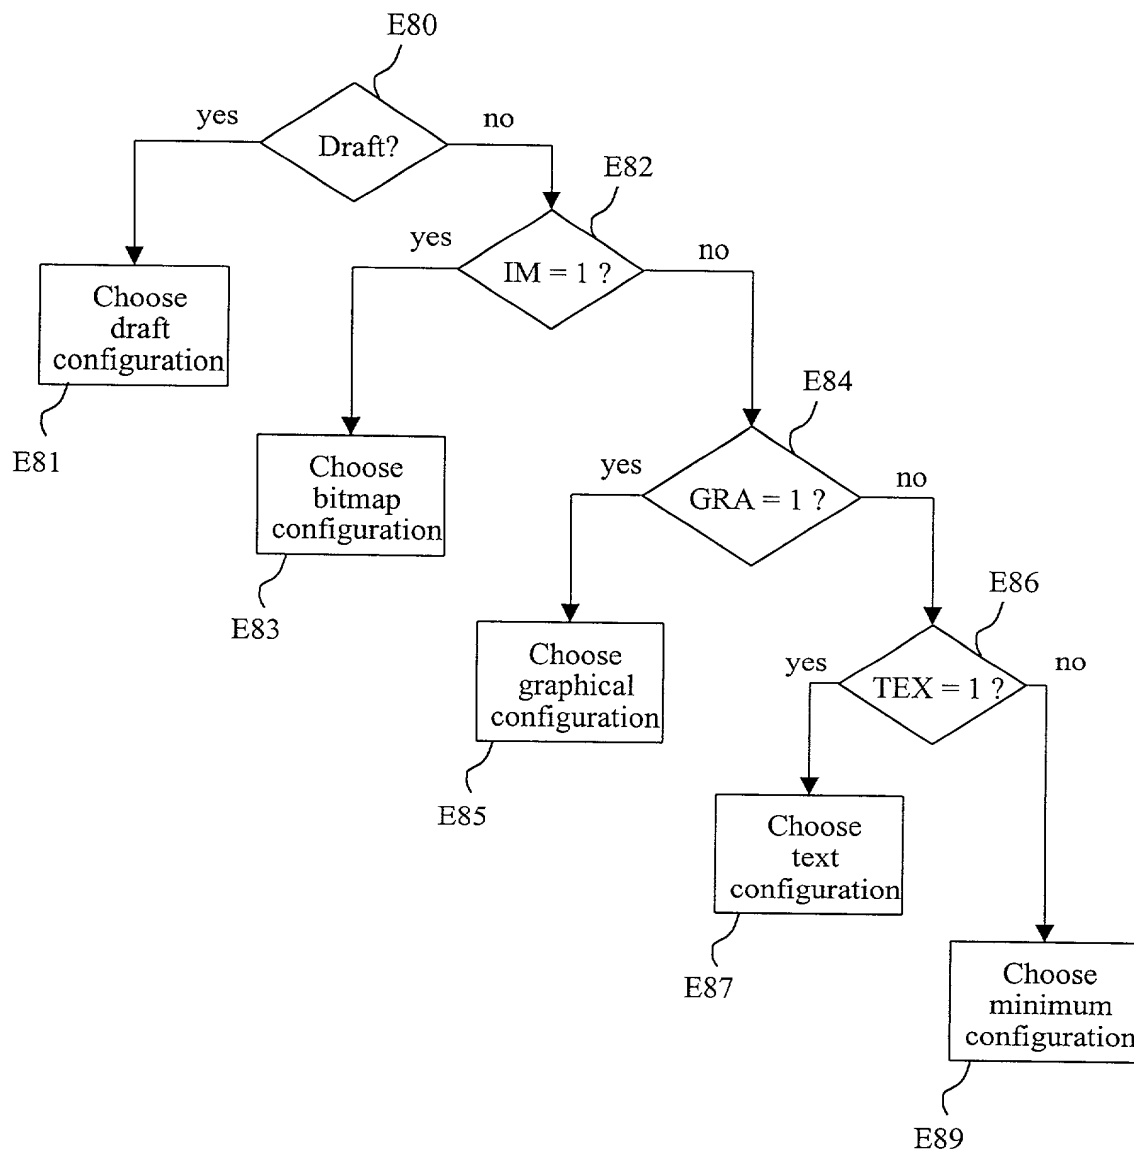 E80
yes
no
Draft?
E82
yes
no
IM = 1 ?
Choose
draft
configuration
E84
E81
yes
no
Choose
bitmap
configuration
GRA = 1 ?
E86
E83
Choose
graphical
configuration
yes
no
TEX = 1 ?
E85
Choose
text
configuration
E87
Choose
minimum
configuration
E89